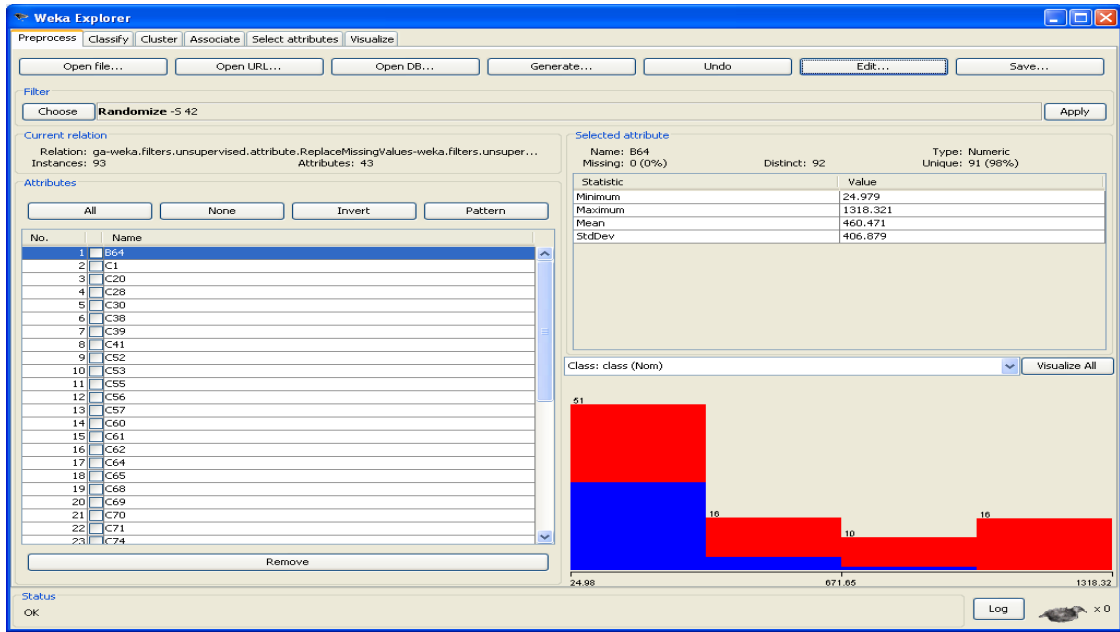 Weka Explorer
Preprocess Classify Cluster Associate Select attributes Visualize
Open file... Open URL... Open DB... Generate... Undo Edit... Save...
Filter
Choose Randomize -S 42 Apply
Current relation
Relation: ga-weka.filters.unsupervised.attribute.ReplaceMissingValues-weka.filters.unsuper...
Instances: 93 Attributes: 43
Attributes
All None Invert Pattern
No. Name
1 B64
2 C1
3 C20
4 C28
5 C30
6 C38
7 C39
8 C41
9 C52
10 C53
11 C55
12 C56
13 C57
14 C60
15 C61
16 C62
17 C64
18 C65
19 C68
20 C69
21 C70
22 C71
23 C74
Remove
Selected attribute
Name: B64 Type: Numeric
Missing: 0 (0%) Distinct: 92 Unique: 91 (98%)
Statistic Value
Minimum 24.979
Maximum 1318.321
Mean 460.471
StdDev 406.879
Class: class (Nom) Visualize All
51
16
10
16
24.98 671.65 1318.32
Status
OK Log x 0